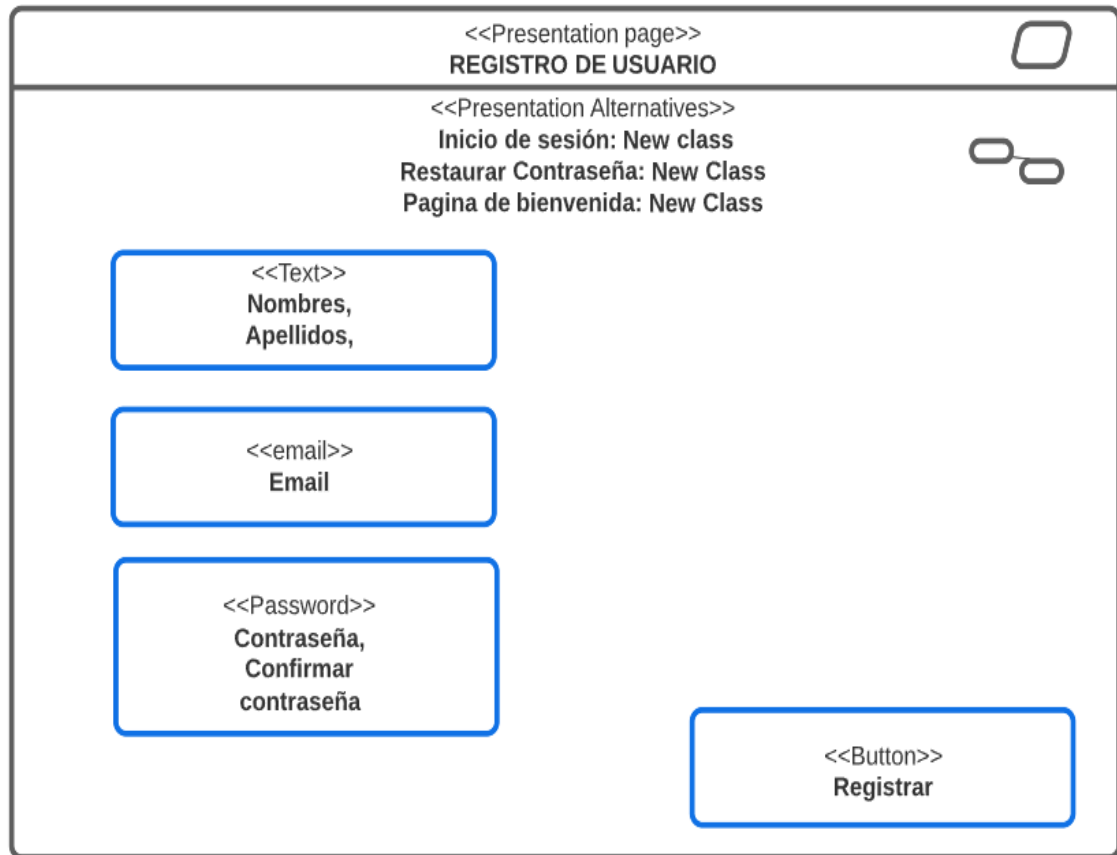 <<Presentation page>>
REGISTRO DE USUARIO
<<Presentation Alternatives>>
Inicio de sesión: New class
Restaurar Contraseña: New Class
Pagina de bienvenida: New Class
<<Text>>
Nombres,
Apellidos,
<<email>>
Email
<<Password>>
Contraseña,
Confirmar
contraseña
<<Button>>
Registrar